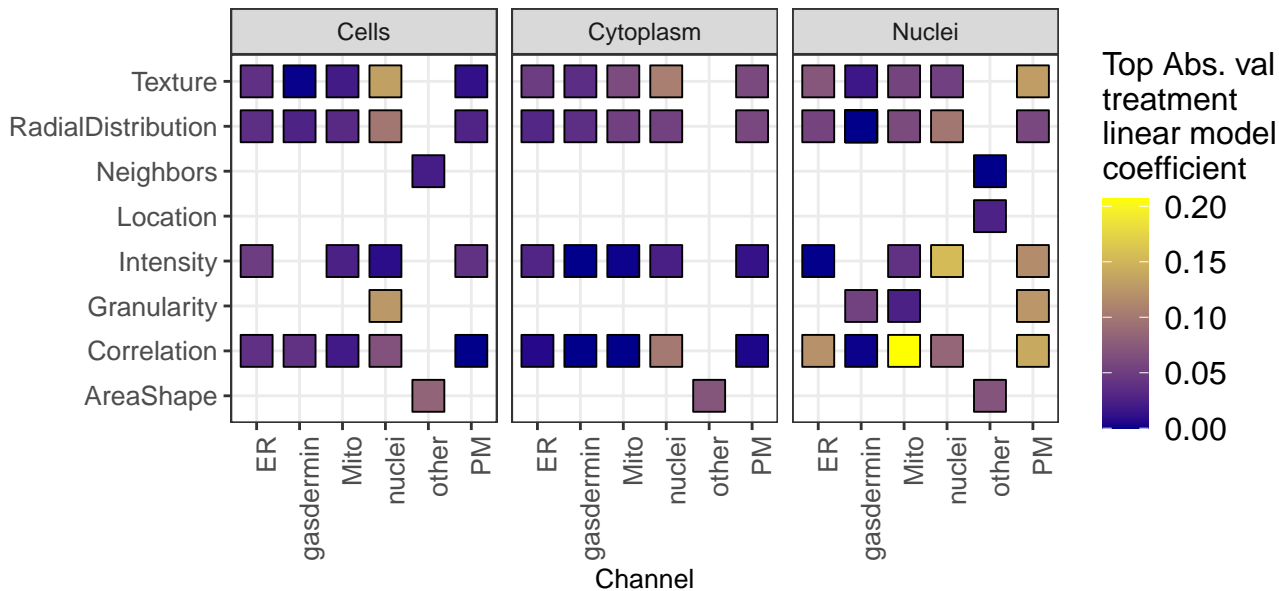 Cells
Cytoplasm
Nuclei
Texture
RadialDistribution
Neighbors
Location
Intensity
Granularity
Correlation
AreaShape
ER
gasdermin
Mito
nuclei
other
PM
ER
gasdermin
Mito
nuclei
other
PM
ER
gasdermin
Mito
nuclei
other
PM
Channel
Top Abs. val
treatment
linear model
coefficient
0.20
0.15
0.10
0.05
0.00